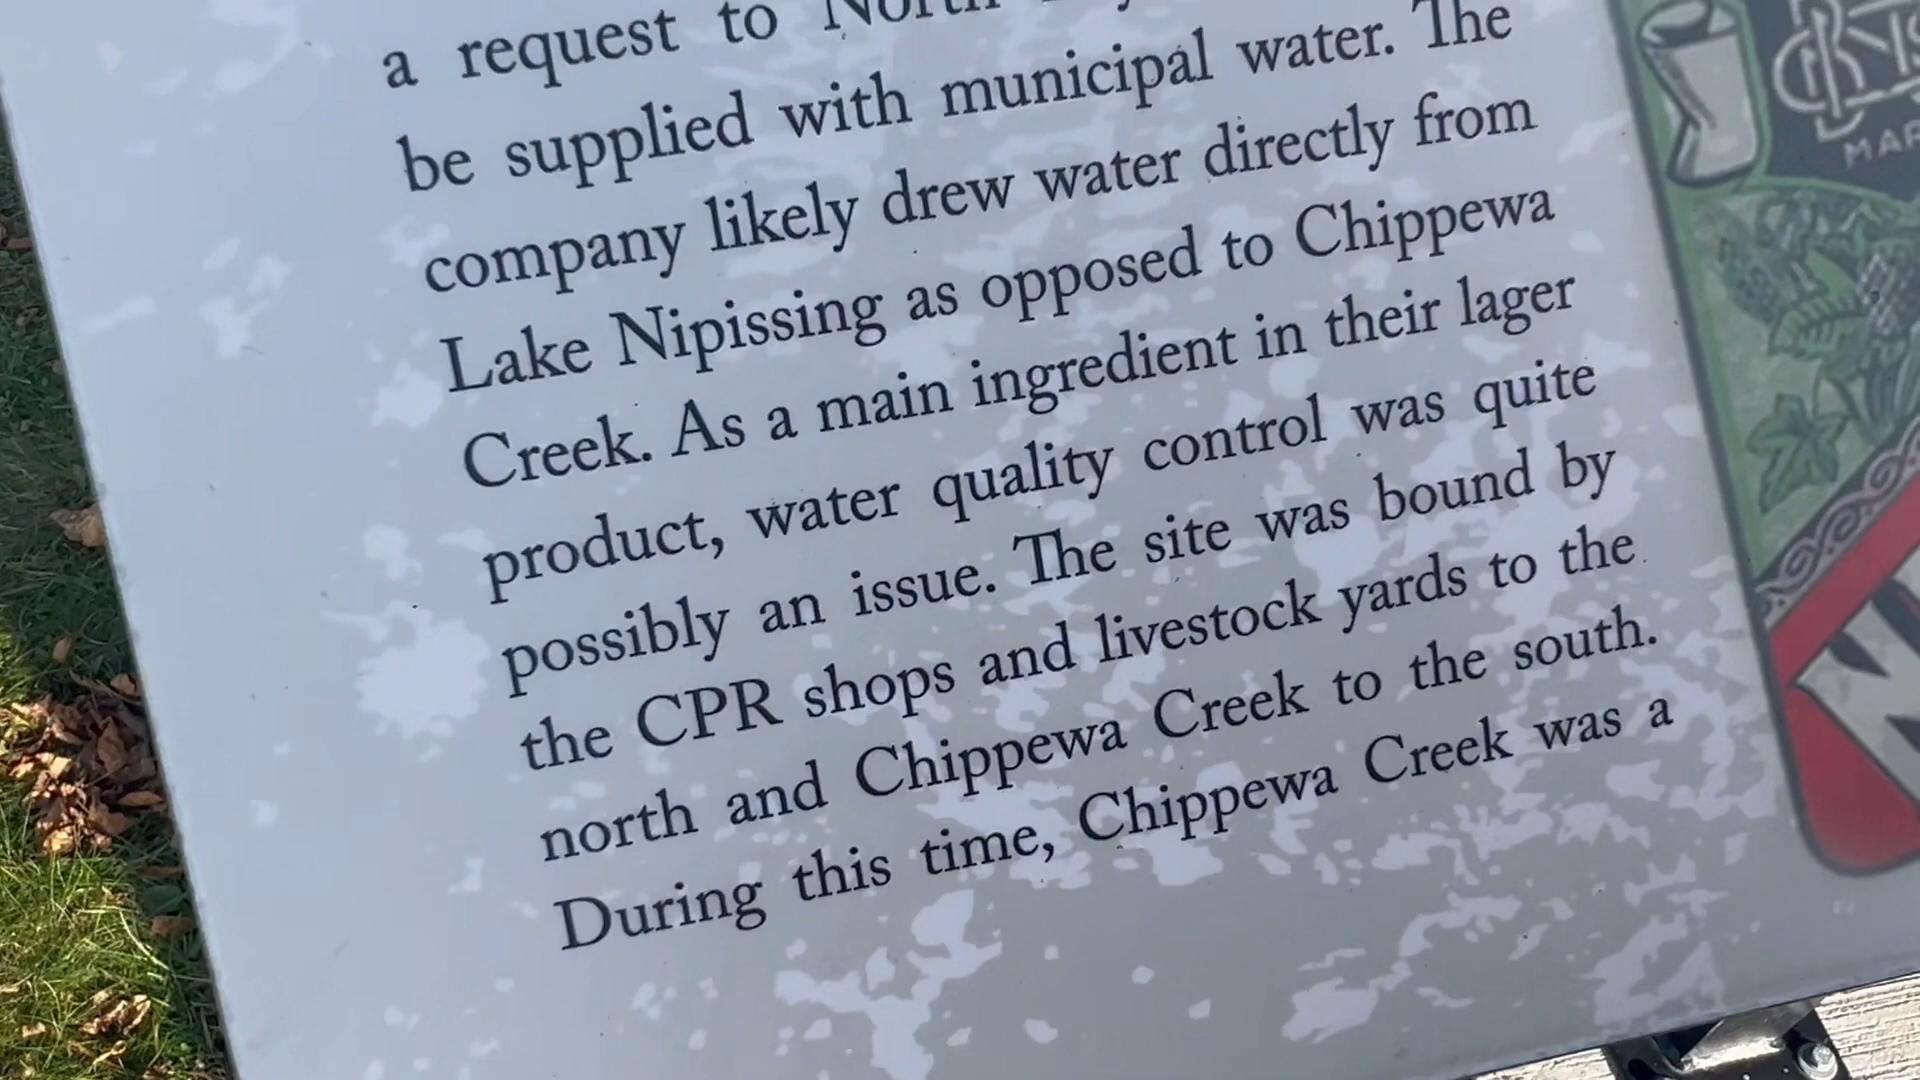 a request to North
be supplied with municipal water. The
company likely drew water directly from
Lake Nipissing as opposed to Chippewa
Creek. As a main ingredient in their lager
product, water quality control was quite
possibly an issue. The site was bound by
the CPR shops and livestock yards to the
north and Chippewa Creek to the south.
During this time, Chippewa Creek was a
MAR